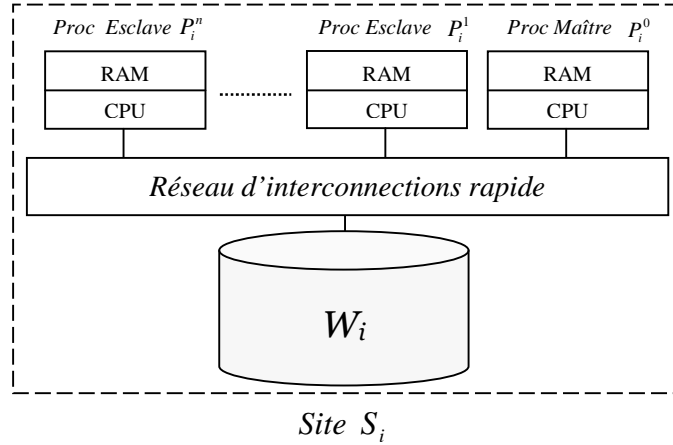 Proc Esclave P_i^n
Proc Esclave P_i^1
Proc Maître P_i^0
RAM
RAM
RAM
CPU
CPU
CPU
Réseau d'interconnections rapide
W_i
Site S_i